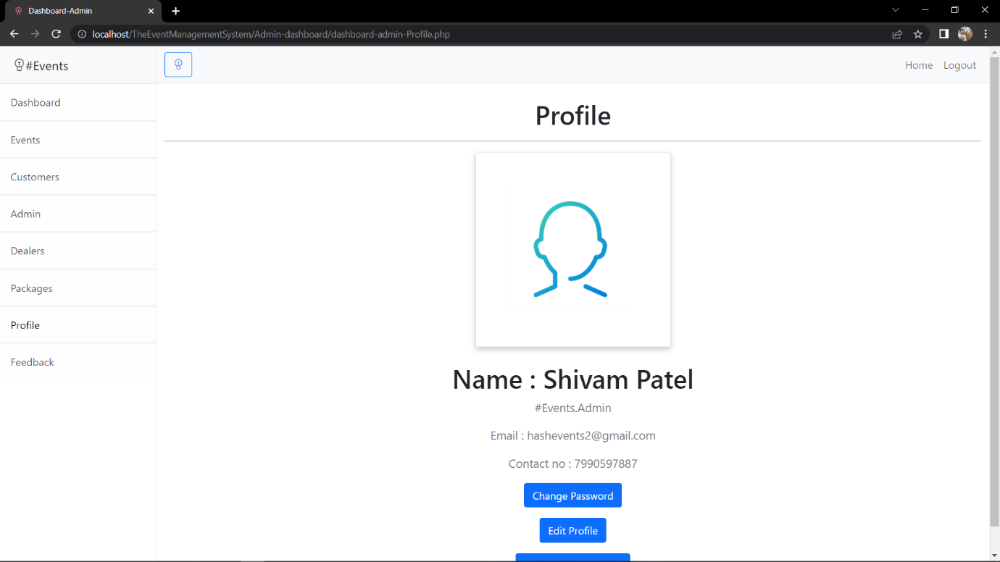 Dashboard-Admin
localhost/TheEventManagementSystem/Admin-dashboard/dashboard-admin-Profile.php
#Events
Home Logout
Dashboard
Events
Customers
Admin
Dealers
Packages
Profile
Feedback
Profile
Name : Shivam Patel
#Events.Admin
Email : hashevents2@gmail.com
Contact no : 7990597887
Change Password
Edit Profile